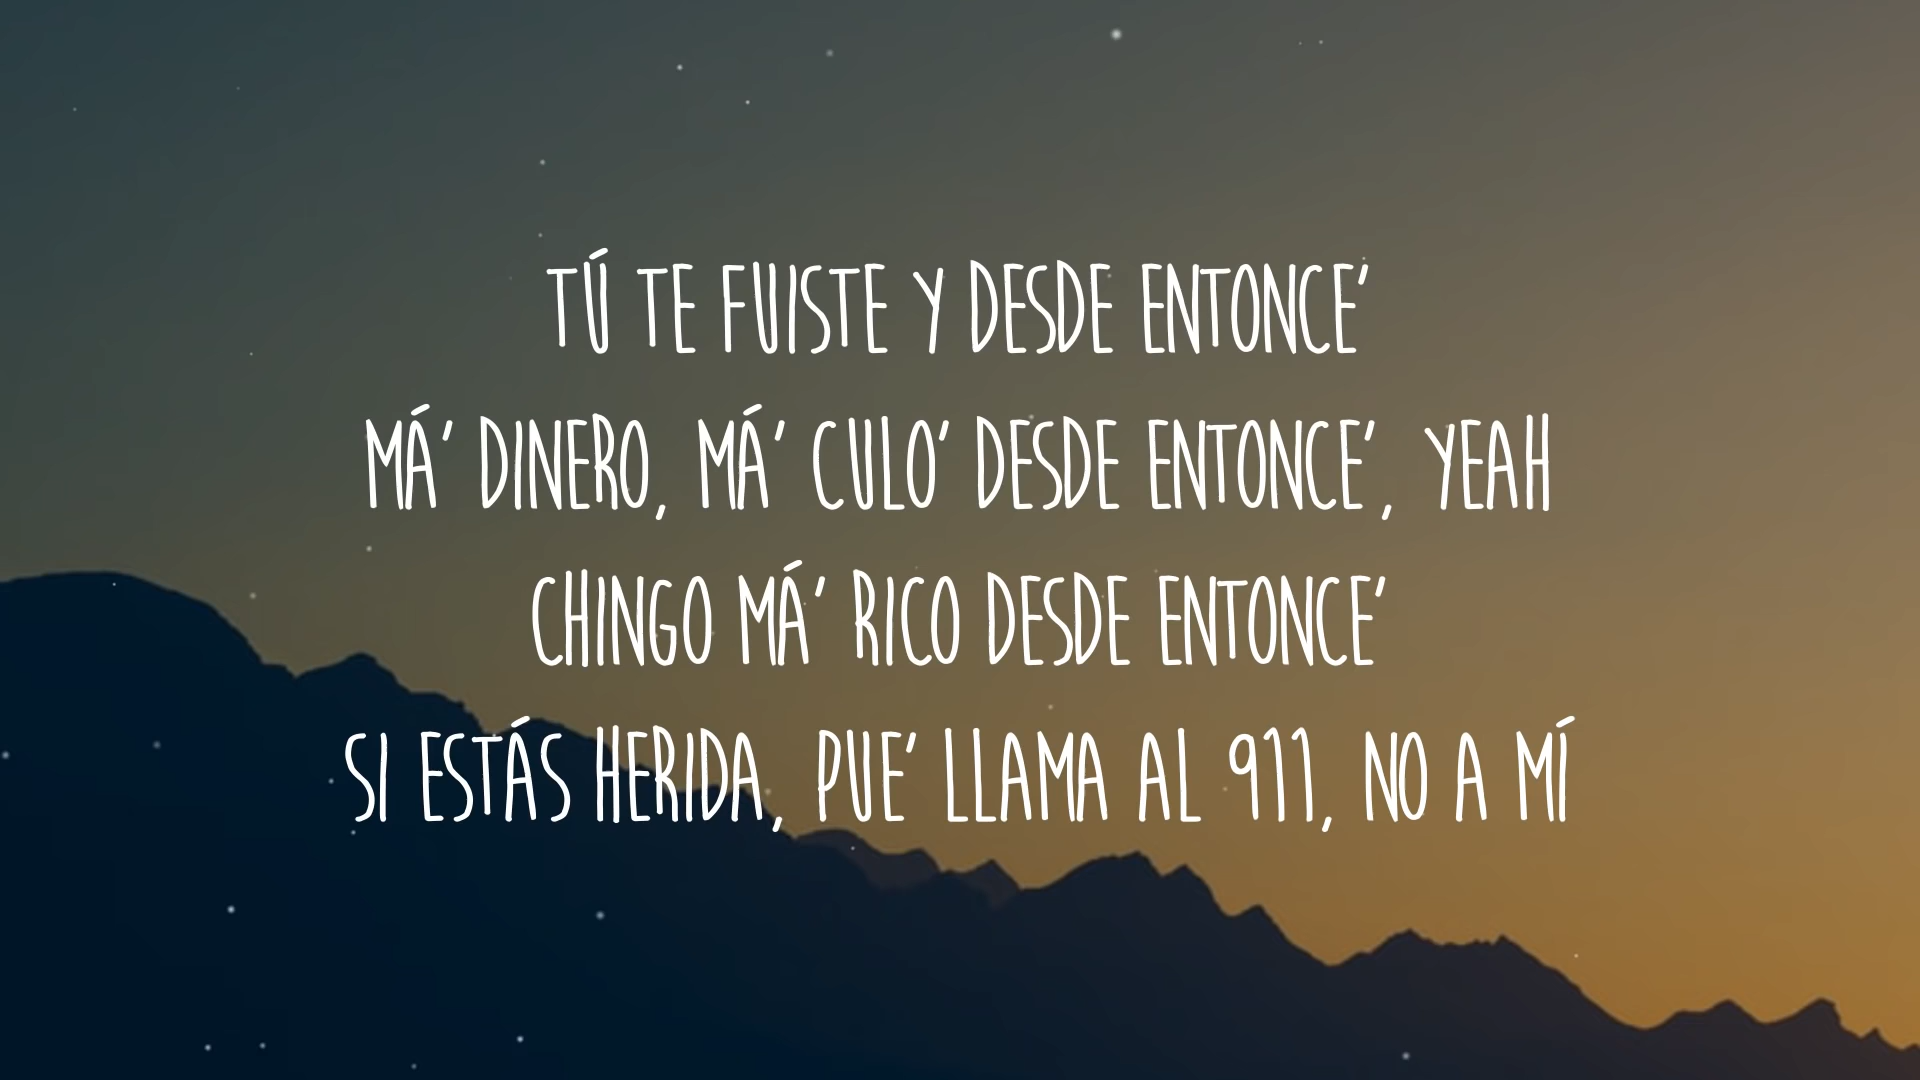 TÚ TE FUISTE Y DESDE ENTONCE'
MÁ' DINERO, MÁ' CULO' DESDE ENTONCE', YEAH
CHINGO MÁ' RICO DESDE ENTONCE'
SI ESTÁS HERIDA, PUE' LLAMA AL 911, NO A MÍ